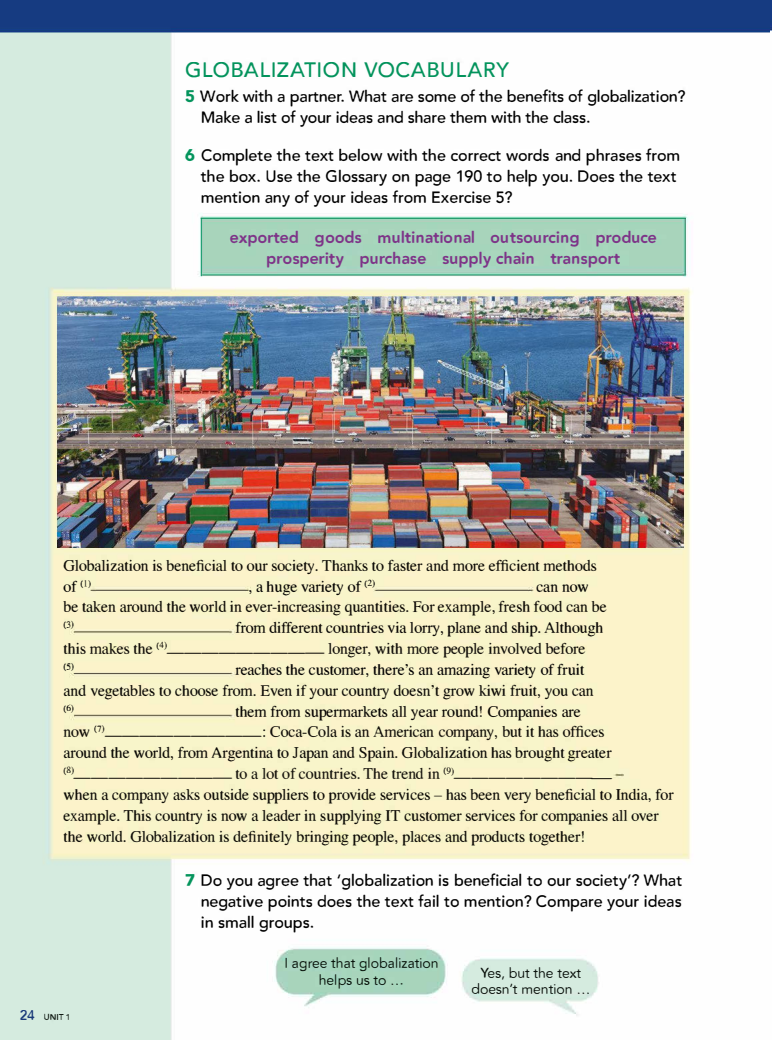 GLOBALIZATION VOCABULARY
5 Work with a partner. What are some of the benefits of globalization?
Make a list of your ideas and share them with the class.
6 Complete the text below with the correct words and phrases from
the box. Use the Glossary on page 190 to help you. Does the text
mention any of your ideas from Exercise 5?
exported goods multinational outsourcing produce
prosperity purchase supply chain transport
Globalization is beneficial to our society. Thanks to faster and more efficient methods
of (1)____________________, a huge variety of (2)____________________ can now
be taken around the world in ever-increasing quantities. For example, fresh food can be
(3)____________________ from different countries via lorry, plane and ship. Although
this makes the (4)____________________ longer, with more people involved before
(5)____________________ reaches the customer, there's an amazing variety of fruit
and vegetables to choose from. Even if your country doesn't grow kiwi fruit, you can
(6)____________________ them from supermarkets all year round! Companies are
now (7)____________________: Coca-Cola is an American company, but it has offices
around the world, from Argentina to Japan and Spain. Globalization has brought greater
(8)____________________ to a lot of countries. The trend in (9)____________________ –
when a company asks outside suppliers to provide services – has been very beneficial to India, for
example. This country is now a leader in supplying IT customer services for companies all over
the world. Globalization is definitely bringing people, places and products together!
7 Do you agree that 'globalization is beneficial to our society'? What
negative points does the text fail to mention? Compare your ideas
in small groups.
I agree that globalization
helps us to …
Yes, but the text
doesn't mention …
24 UNIT 1